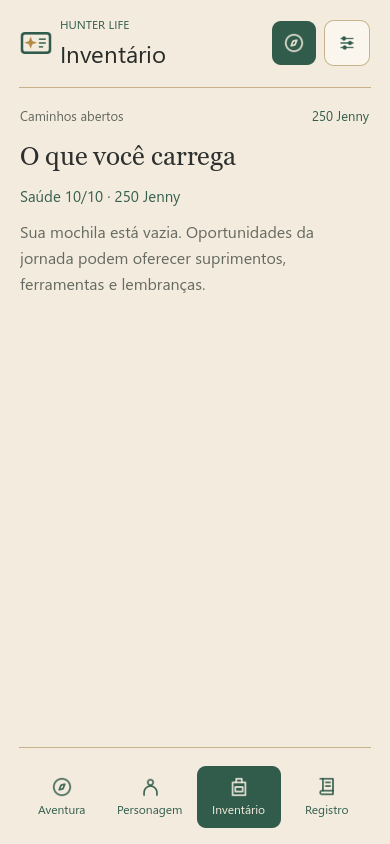 HUNTER LIFE
Inventário
Caminhos abertos
250 Jenny
O que você carrega
Saúde 10/10 · 250 Jenny
Sua mochila está vazia. Oportunidades da
jornada podem oferecer suprimentos,
ferramentas e lembranças.
Aventura
Personagem
Inventário
Registro